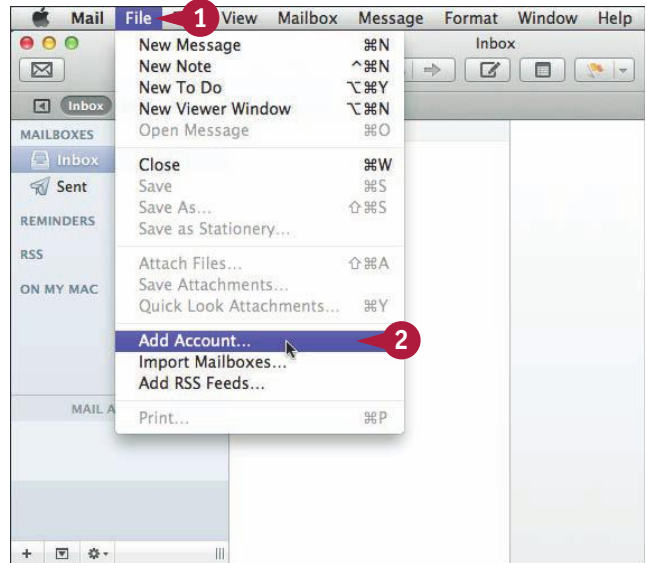 Mail File 1 View Mailbox Message Format Window Help
Inbox
Inbox
New Message ⌘N
New Note ^⌘N
New To Do ⌥⌘Y
New Viewer Window ⌥⌘N
Open Message ⌘O
MAILBOXES
Inbox
Sent
REMINDERS
RSS
ON MY MAC
Close ⌘W
Save ⌘S
Save As... ⇧⌘S
Save as Stationery...
Attach Files... ⇧⌘A
Save Attachments...
Quick Look Attachments... ⌘Y
Add Account... 2
Import Mailboxes...
Add RSS Feeds...
MAIL A
Print... ⌘P